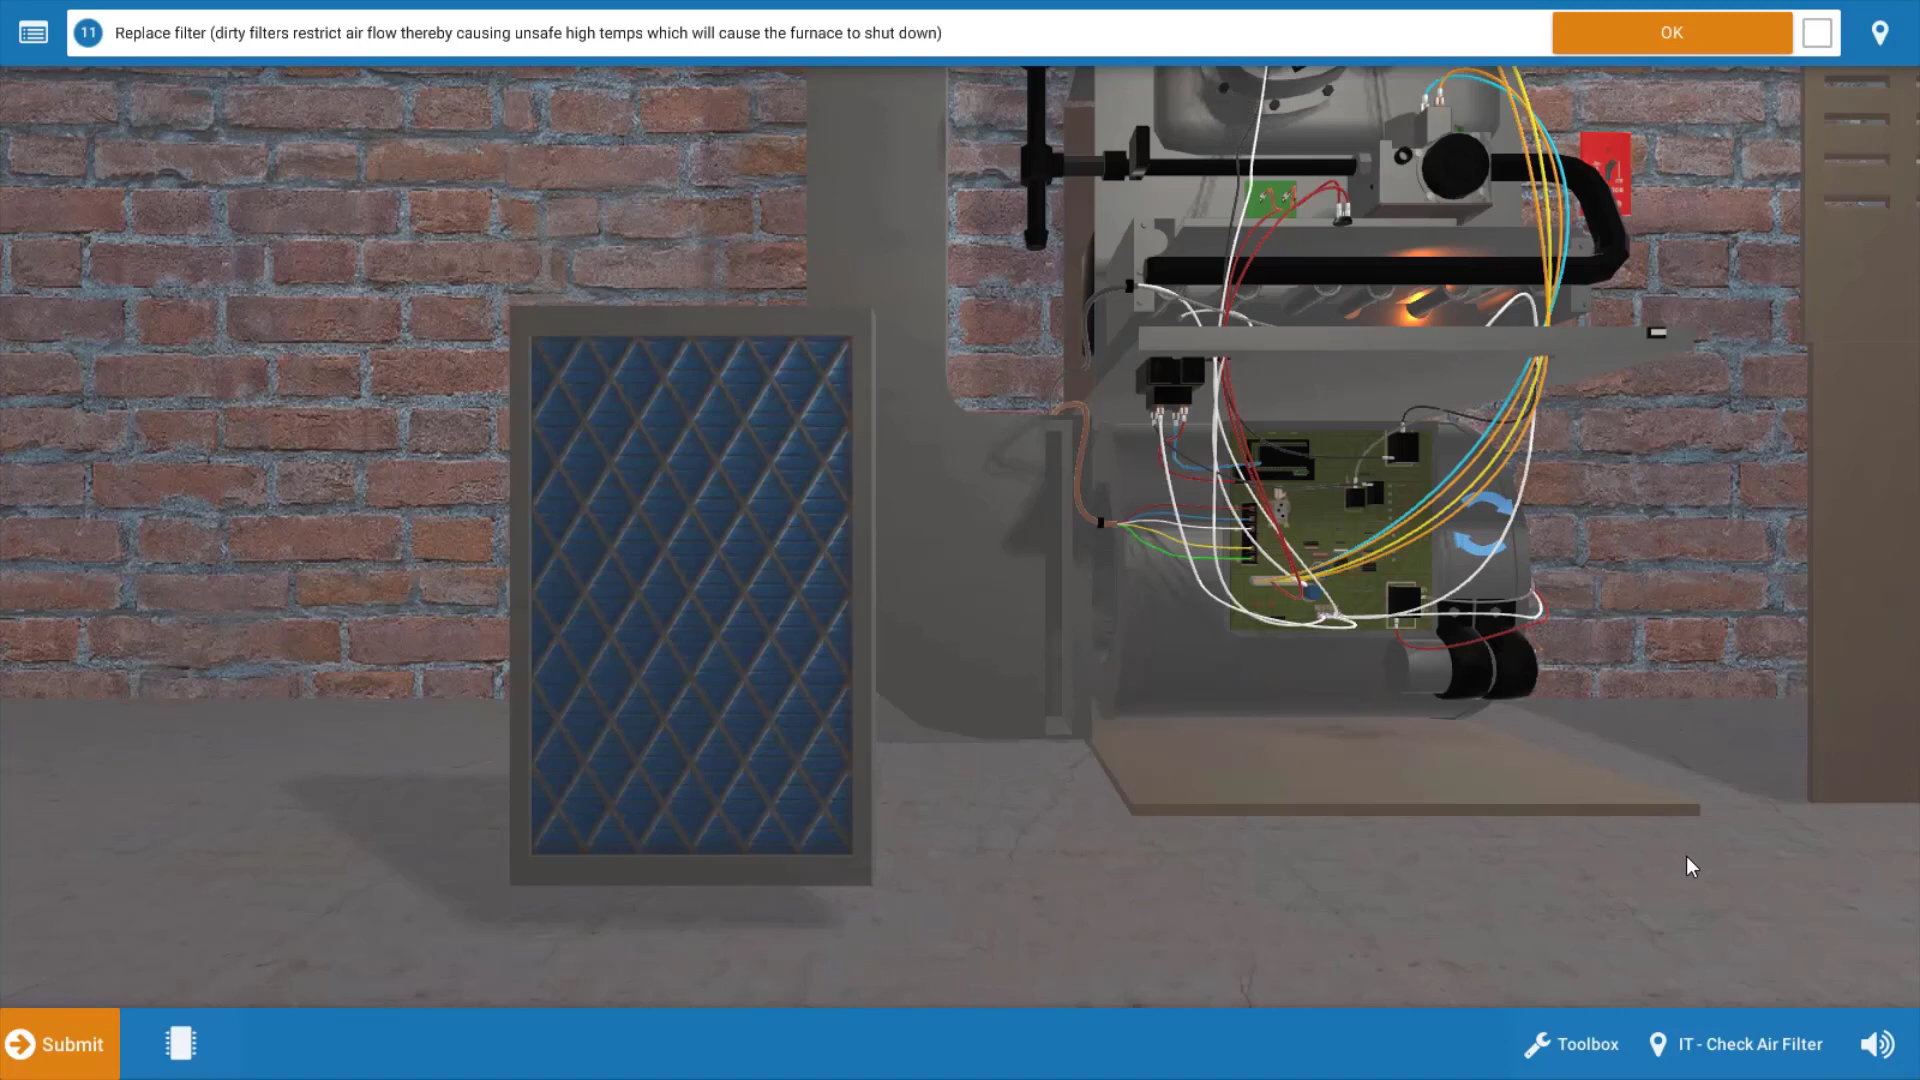 11 Replace filter (dirty filters restrict air flow thereby causing unsafe high temps which will cause the furnace to shut down)
OK
Submit
Toolbox
IT - Check Air Filter